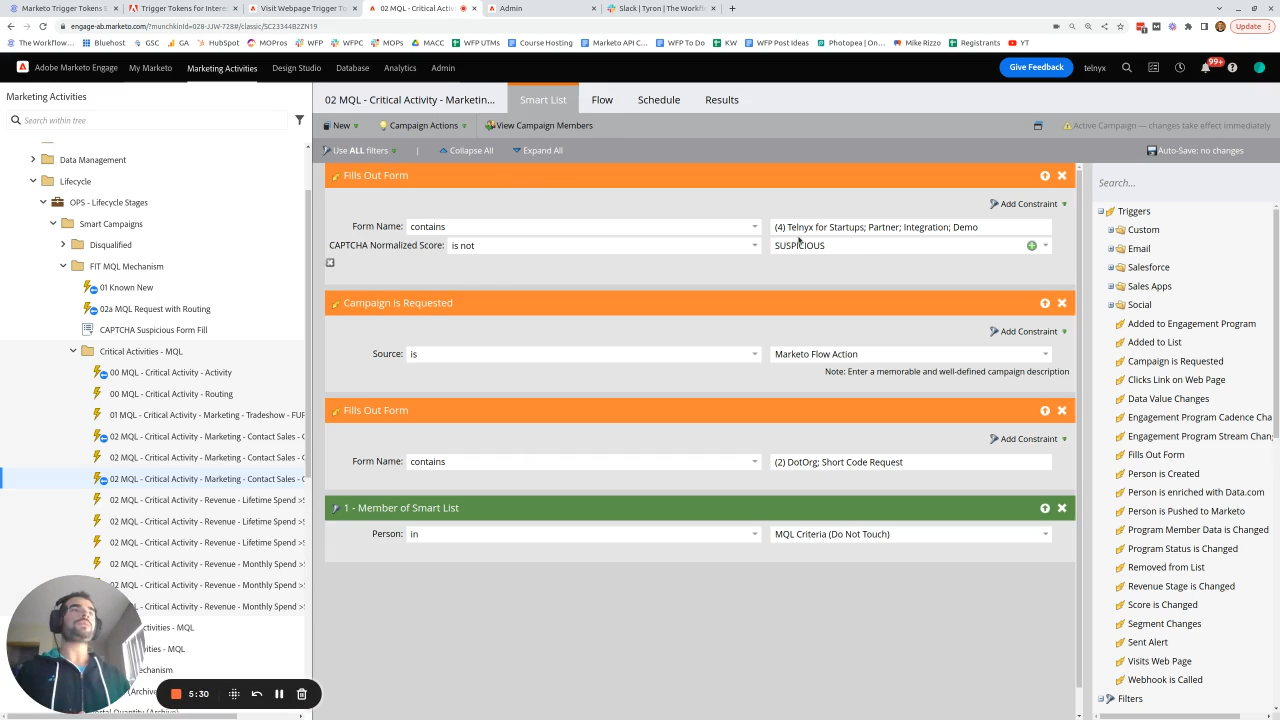 Marketo Trigger Tokens E
Trigger Tokens for Interes
Visit Webpage Trigger To
02 MQL - Critical Activ
Admin
Slack | Tyron | The Workfl
engage-ab.marketo.com/?munchkinId=028-JJW-728#/classic/SC23344B2ZN19
Update
The Workflow...
Bluehost
GSC
GA
HubSpot
MOPros
WFP
WFPC
MOPs
MACC
WFP UTMs
Course Hosting
Marketo API C...
WFP To Do
KW
WFP Post Ideas
Photopea | On...
Mike Rizzo
Registrants
YT
Adobe Marketo Engage
My Marketo
Marketing Activities
Design Studio
Database
Analytics
Admin
Give Feedback
telnyx
99+
Marketing Activities
Search within tree
Data Management
Lifecycle
OPS - Lifecycle Stages
Smart Campaigns
Disqualified
FIT MQL Mechanism
01 Known New
02a MQL Request with Routing
CAPTCHA Suspicious Form Fill
Critical Activities - MQL
00 MQL - Critical Activity - Activity
00 MQL - Critical Activity - Routing
01 MQL - Critical Activity - Marketing - Tradeshow - FUP
02 MQL - Critical Activity - Marketing - Contact Sales - C
02 MQL - Critical Activity - Marketing - Contact Sales - C
02 MQL - Critical Activity - Marketing - Contact Sales - C
02 MQL - Critical Activity - Revenue - Lifetime Spend >$
02 MQL - Critical Activity - Revenue - Lifetime Spend >$
02 MQL - Critical Activity - Revenue - Lifetime Spend >$
02 MQL - Critical Activity - Revenue - Monthly Spend >$
02 MQL - Critical Activity - Revenue - Monthly Spend >$
MQL - Critical Activity - Revenue - Monthly Spend >$
tivities - MQL
ities - MQL
echanism
(Archiv
ortal Quantity (Archive)
5:30
02 MQL - Critical Activity - Marketin...
Smart List
Flow
Schedule
Results
New
Campaign Actions
View Campaign Members
Active Campaign — changes take effect immediately
Use ALL filters
Collapse All
Expand All
Auto-Save: no changes
Fills Out Form
Add Constraint
Form Name:
contains
(4) Telnyx for Startups; Partner; Integration; Demo
CAPTCHA Normalized Score:
is not
SUSPICIOUS
Campaign is Requested
Add Constraint
Source:
is
Marketo Flow Action
Note: Enter a memorable and well-defined campaign description
Fills Out Form
Add Constraint
Form Name:
contains
(2) DotOrg; Short Code Request
1 - Member of Smart List
Person:
in
MQL Criteria (Do Not Touch)
Search...
Triggers
Custom
Email
Salesforce
Sales Apps
Social
Added to Engagement Program
Added to List
Campaign is Requested
Clicks Link on Web Page
Data Value Changes
Engagement Program Cadence Cha
Engagement Program Stream Chan
Fills Out Form
Person is Created
Person is enriched with Data.com
Person is Pushed to Marketo
Program Member Data is Changed
Program Status is Changed
Removed from List
Revenue Stage is Changed
Score is Changed
Segment Changes
Sent Alert
Visits Web Page
Webhook is Called
Filters